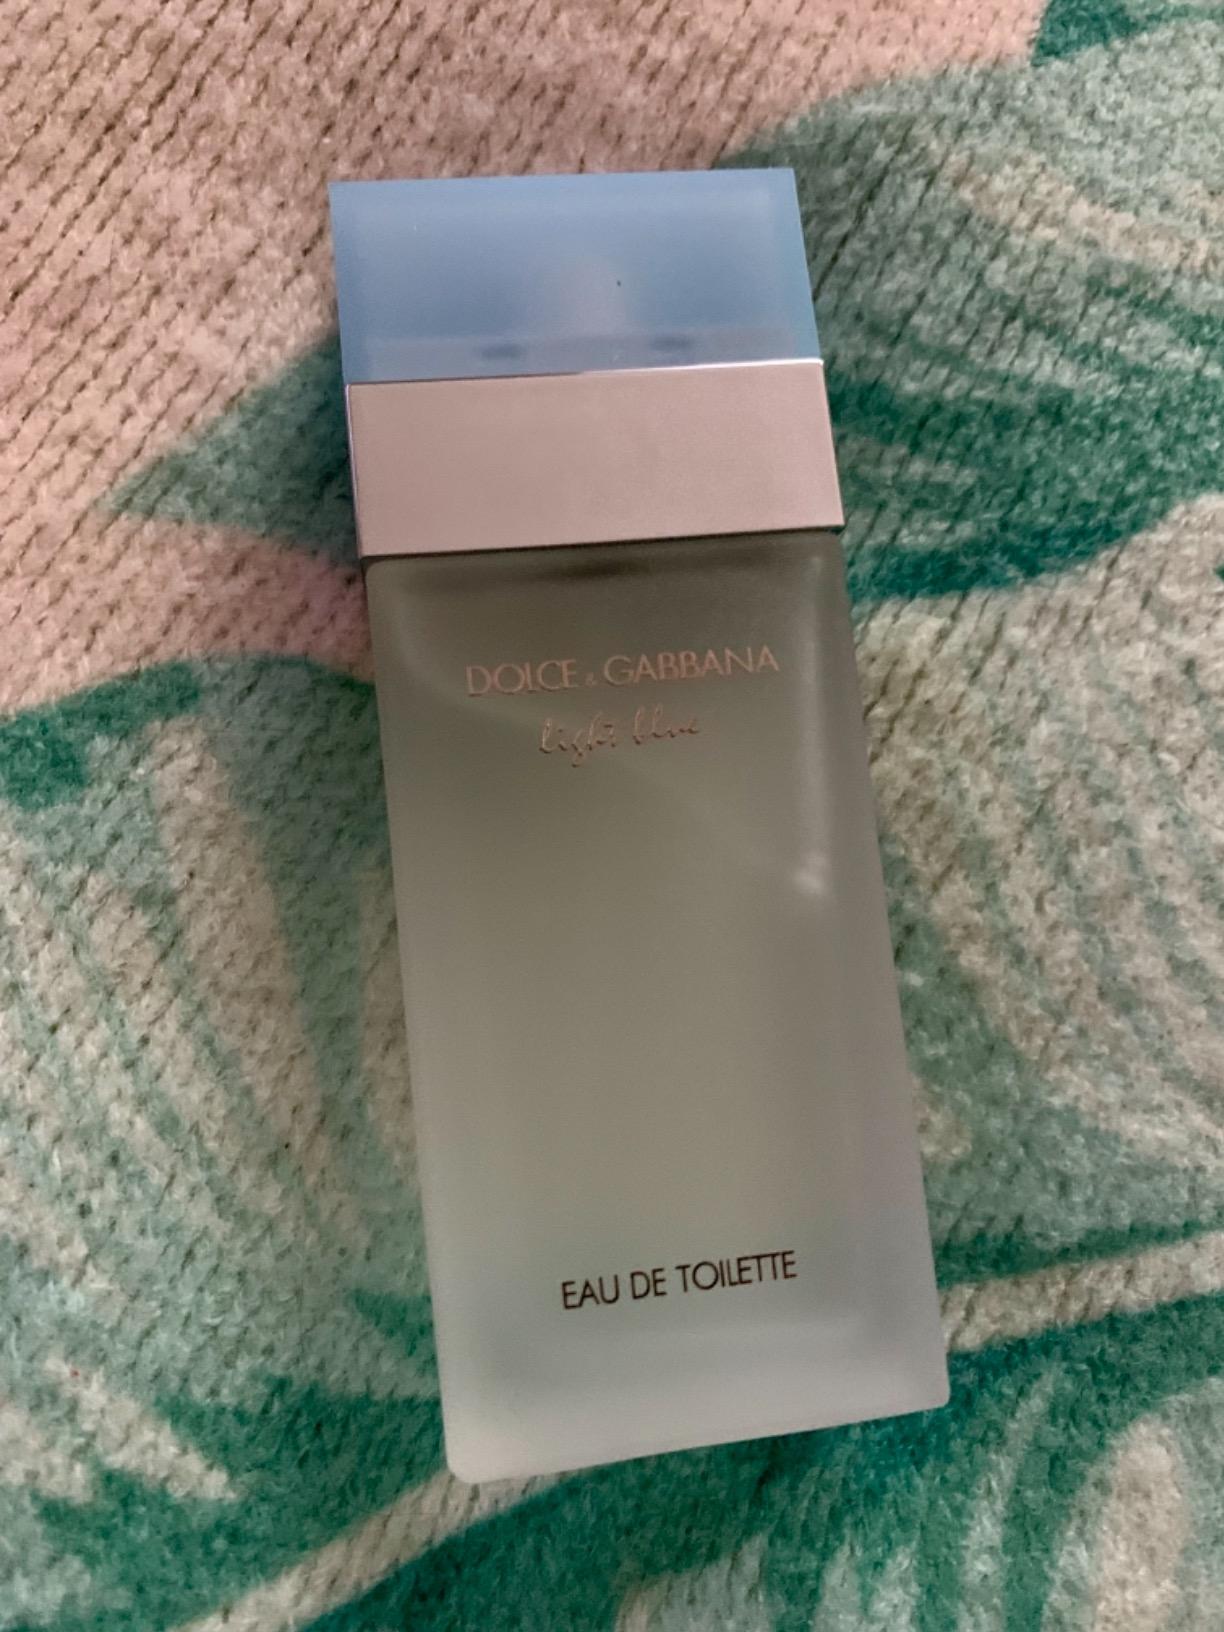 DOLCE & GABBANA
light blue
EAU DE TOILETTE